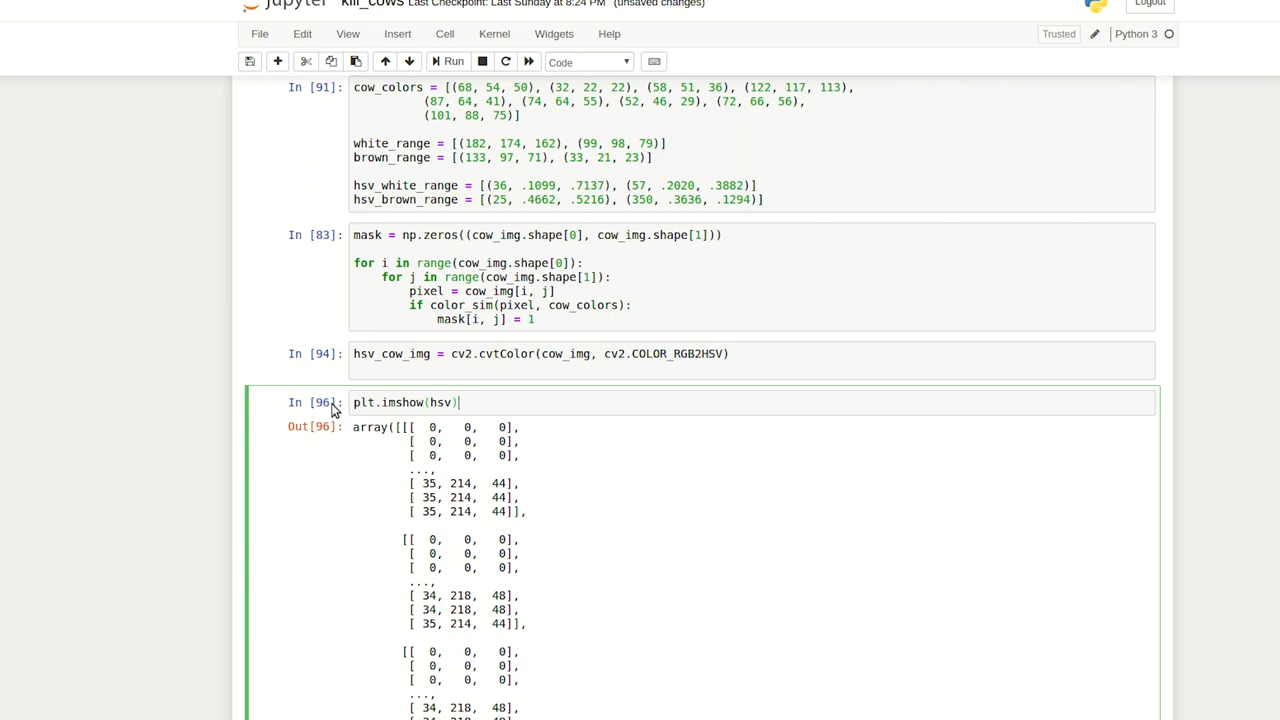 Jupyter kill_cows Last Checkpoint: Last Sunday at 8:24 PM (unsaved changes) Logout
File Edit View Insert Cell Kernel Widgets Help Trusted Python 3
Run Code
In [91]: cow_colors = [(68, 54, 50), (32, 22, 22), (58, 51, 36), (122, 117, 113),
(87, 64, 41), (74, 64, 55), (52, 46, 29), (72, 66, 56),
(101, 88, 75)]
white_range = [(182, 174, 162), (99, 98, 79)]
brown_range = [(133, 97, 71), (33, 21, 23)]
hsv_white_range = [(36, .1099, .7137), (57, .2020, .3882)]
hsv_brown_range = [(25, .4662, .5216), (350, .3636, .1294)]
In [83]: mask = np.zeros((cow_img.shape[0], cow_img.shape[1]))
for i in range(cow_img.shape[0]):
for j in range(cow_img.shape[1]):
pixel = cow_img[i, j]
if color_sim(pixel, cow_colors):
mask[i, j] = 1
In [94]: hsv_cow_img = cv2.cvtColor(cow_img, cv2.COLOR_RGB2HSV)
In [96]: plt.imshow(hsv)
Out[96]: array([[[ 0, 0, 0],
[ 0, 0, 0],
[ 0, 0, 0],
...,
[ 35, 214, 44],
[ 35, 214, 44],
[ 35, 214, 44]],
[[ 0, 0, 0],
[ 0, 0, 0],
[ 0, 0, 0],
...,
[ 34, 218, 48],
[ 34, 218, 48],
[ 35, 214, 44]],
[[ 0, 0, 0],
[ 0, 0, 0],
[ 0, 0, 0],
...,
[ 34, 218, 48],